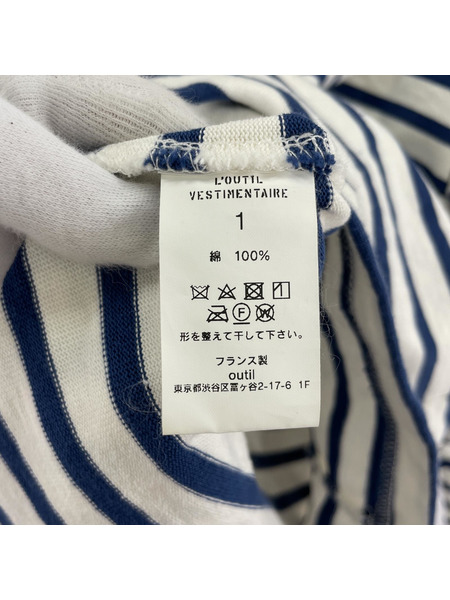 L'OUTIL
VESTIMENTAIRE
1
綿 100%
F W
形を整えて干して下さい。
フランス製
outil
東京都渋谷区冨ヶ谷2-17-6 1F